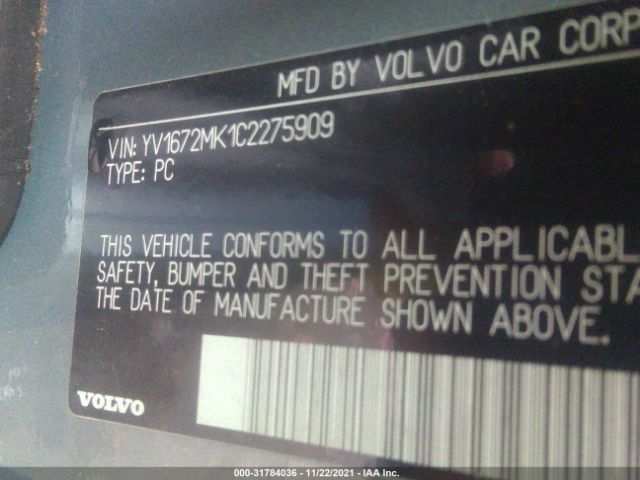 MFD BY VOLVO CAR CORP
VIN: YV1672MK1C2275909
TYPE: PC
THIS VEHICLE CONFORMS TO ALL APPLICABL
SAFETY, BUMPER AND THEFT PREVENTION STA
THE DATE OF MANUFACTURE SHOWN ABOVE.
VOLVO
000-31784036 - 11/22/2021 - IAA Inc.